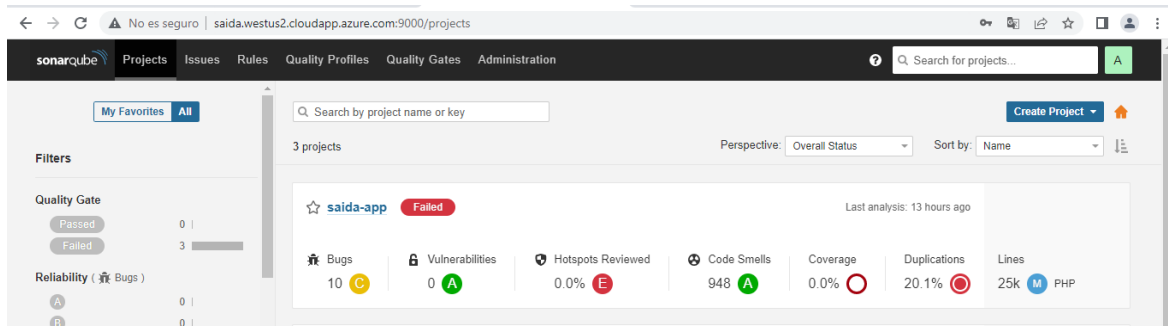 No es seguro | saida.westus2.cloudapp.azure.com:9000/projects
sonarqube Projects Issues Rules Quality Profiles Quality Gates Administration ? Search for projects... A
My Favorites All
Search by project name or key
Create Project
3 projects
Perspective: Overall Status Sort by: Name
Filters
Quality Gate
Passed 0
Failed 3
Reliability ( Bugs )
A 0
B 0
saida-app Failed Last analysis: 13 hours ago
Bugs Vulnerabilities Hotspots Reviewed Code Smells Coverage Duplications Lines
10 C 0 A 0.0% E 948 A 0.0% 20.1% 25k M PHP